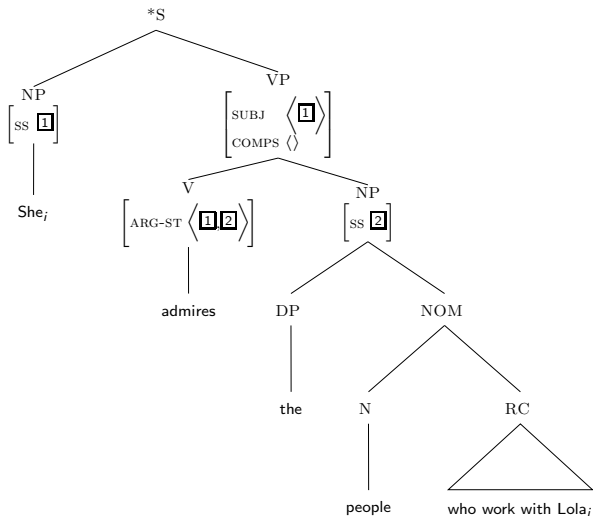 *S
NP VP
[SS 1] [SUBJ ⟨1⟩
COMPS ⟨⟩]
She_i V NP
[ARG-ST ⟨1,2⟩] [SS 2]
admires DP NOM
the N RC
people who work with Lola_i